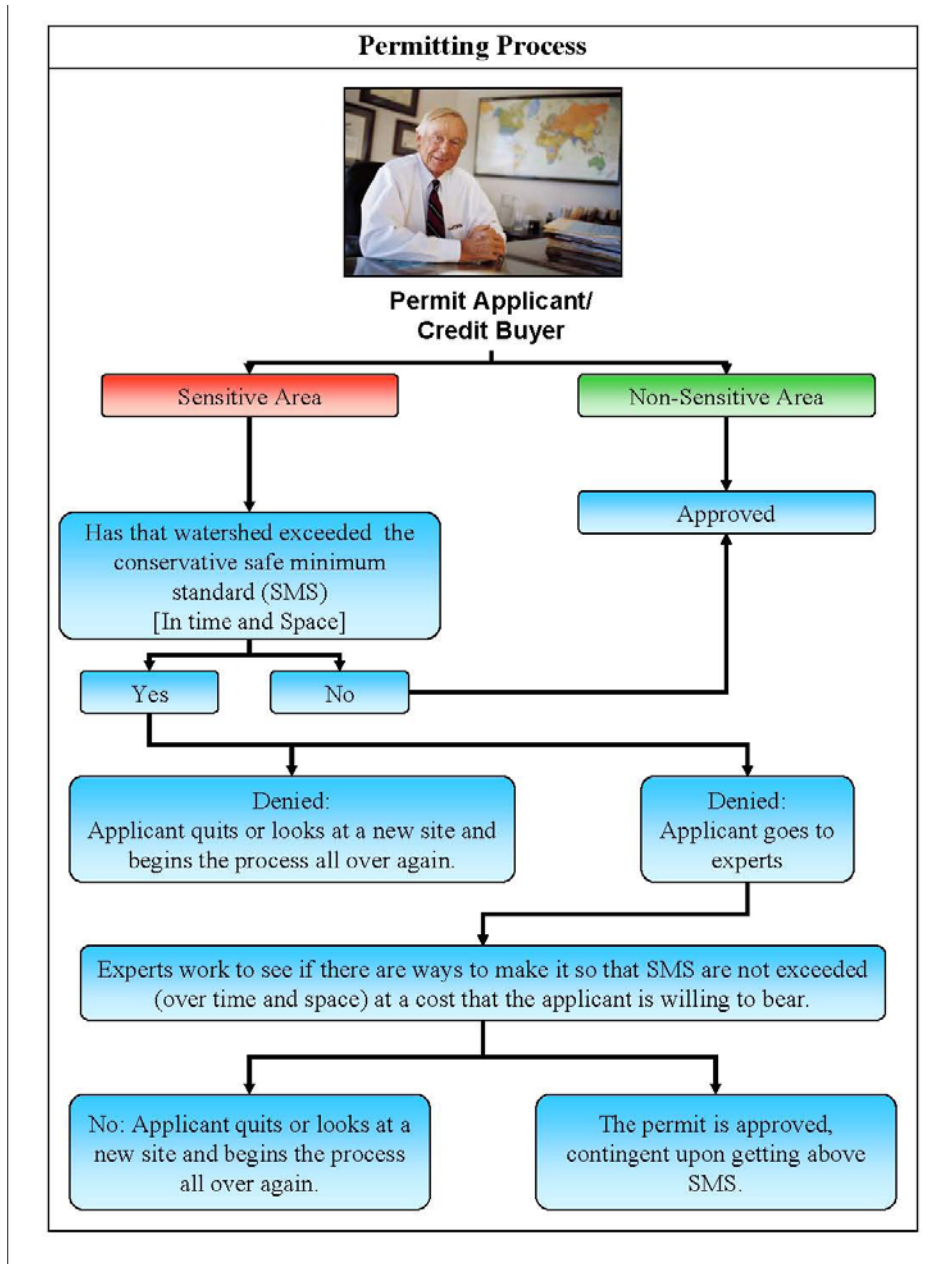 Permitting Process
Permit Applicant/
Credit Buyer
Sensitive Area
Non-Sensitive Area
Approved
Has that watershed exceeded the
conservative safe minimum
standard (SMS)
[In time and Space]
Yes
No
Denied:
Applicant quits or looks at a new site and
begins the process all over again.
Denied:
Applicant goes to
experts
Experts work to see if there are ways to make it so that SMS are not exceeded
(over time and space) at a cost that the applicant is willing to bear.
No: Applicant quits or looks at a
new site and begins the process
all over again.
The permit is approved,
contingent upon getting above
SMS.